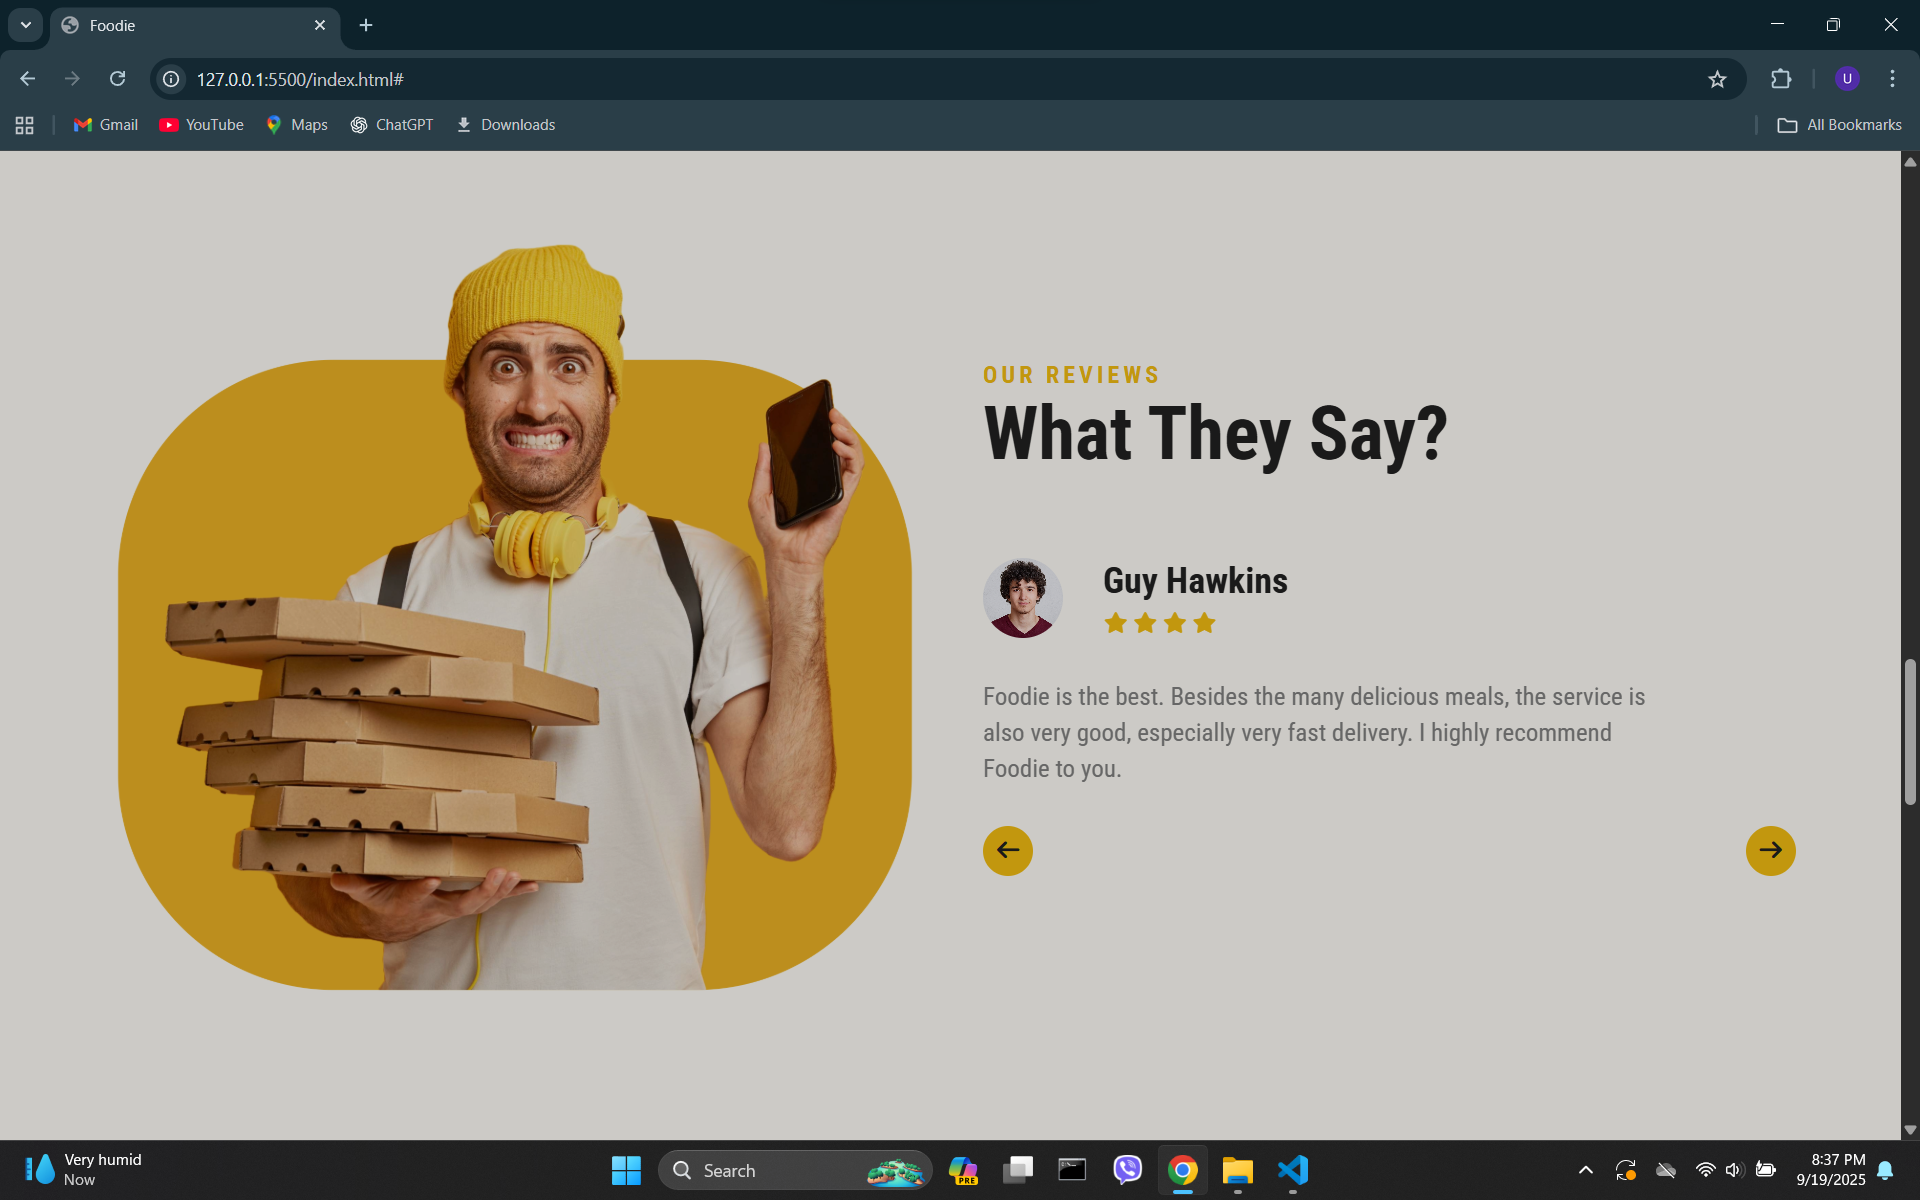 Foodie
127.0.0.1:5500/index.html#
U
Gmail
YouTube
Maps
ChatGPT
Downloads
All Bookmarks
OUR REVIEWS
What They Say?
Guy Hawkins
Foodie is the best. Besides the many delicious meals, the service is
also very good, especially very fast delivery. I highly recommend
Foodie to you.
Very humid
Now
Search
PRE
8:37 PM
9/19/2025